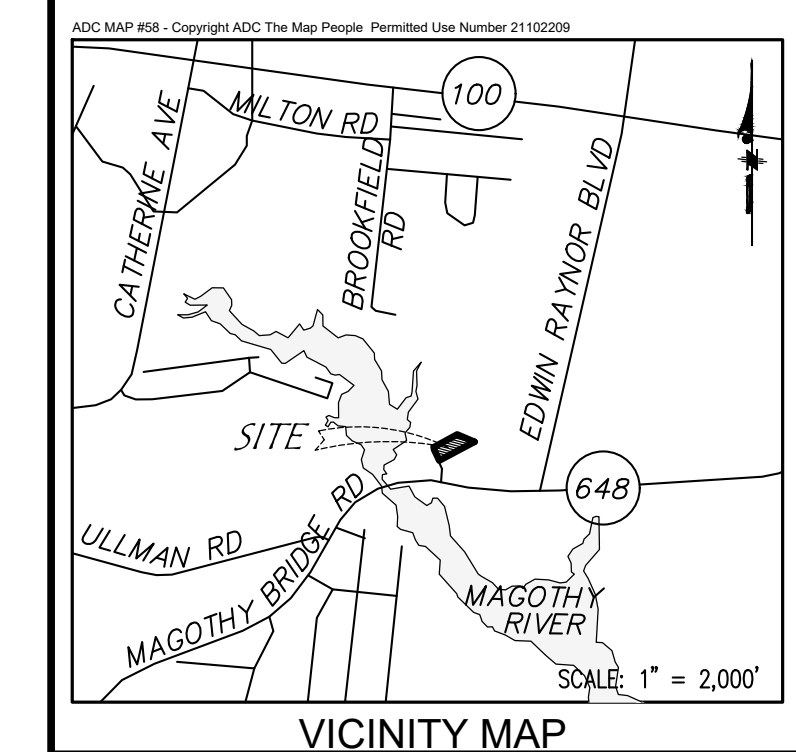 ADC MAP #58 - Copyright ADC The Map People  Permitted Use Number 21102209
100
MILTON RD
CATHERINE AVE
BROOKFIELD
RD
EDWIN RAYNOR BLVD
SITE
648
ULLMAN RD
MAGOTHY BRIDGE RD
MAGOTHY
RIVER
SCALE: 1" = 2,000'
VICINITY MAP